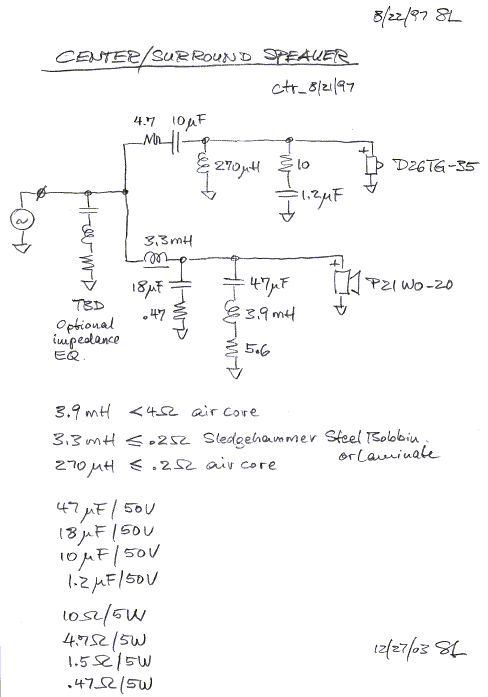 8/22/97 SL
CENTER/SURROUND SPEAKER
ctr_8/21/97
4.7 10µF
270µH 10 + D26TG-35
1.2µF
~
3.3mH
18µF 47µF + P21WO-20
TBD .47 3.9mH
Optional
impedance 5.6
EQ.
3.9mH <4Ω air core
3.3mH ≤ .2Ω Sledgehammer Steel Bobbin
or Laminate
270µH ≤ .2Ω air core
47µF/50V
18µF/50V
10µF/50V
1.2µF/50V
10Ω/5W
4.7Ω/5W
1.5Ω/5W
.47Ω/5W
12/27/03 SL